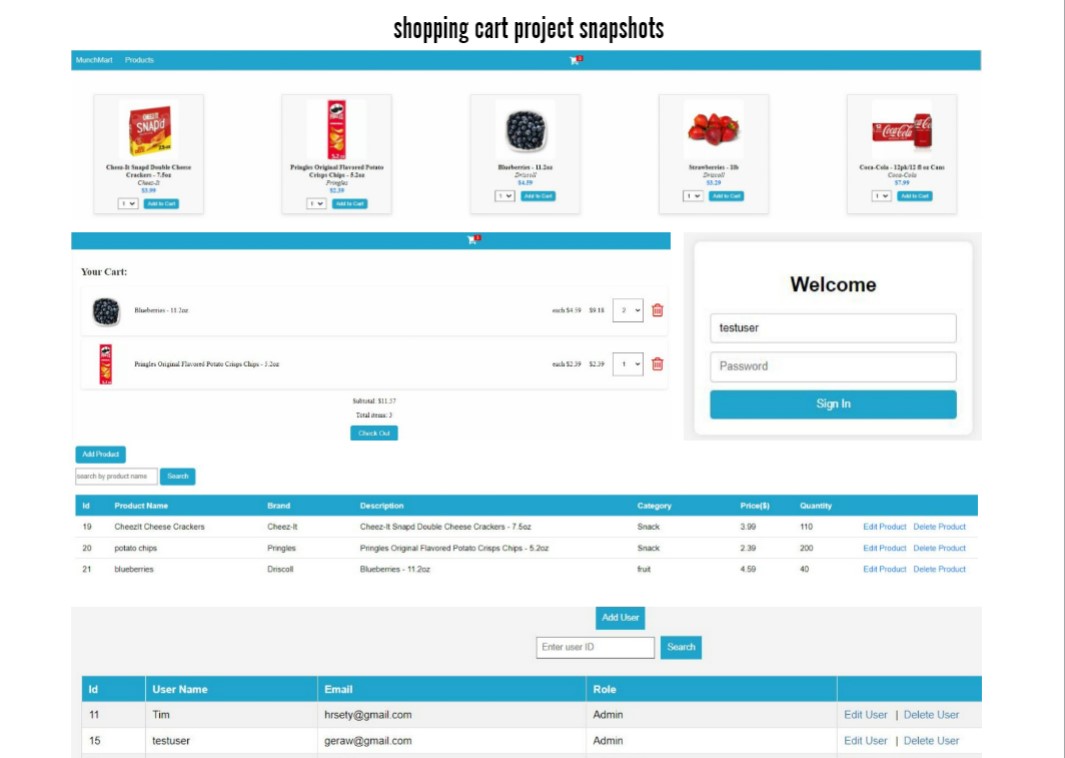 shopping cart project snapshots
MunchMart Products
Cheez-It Snapd Double Cheese
Crackers - 7.5oz
Cheez-It
$3.99
1 Add to Cart
Pringles Original Flavored Potato
Crisps Chips - 5.2oz
Pringles
$2.39
1 Add to Cart
Blueberries - 11.2oz
Driscoll
$4.59
1 Add to Cart
Strawberries - 1lb
Driscoll
$3.29
1 Add to Cart
Coca-Cola
Coca-Cola - 12pk/12 fl oz Cans
Coca-Cola
$7.99
1 Add to Cart
Your Cart:
Blueberries - 11.2oz each $4.59 $9.18 2
Pringles Original Flavored Potato Crisps Chips - 5.2oz each $2.39 $2.39 1
Subtotal: $11.57
Total items: 3
Check Out
Welcome
testuser
Password
Sign In
Add Product
search by product name Search
Id Product Name Brand Description Category Price($) Quantity
19 CheezIt Cheese Crackers Cheez-It Cheez-It Snapd Double Cheese Crackers - 7.5oz Snack 3.99 110 Edit Product Delete Product
20 potato chips Pringles Pringles Original Flavored Potato Crisps Chips - 5.2oz Snack 2.39 200 Edit Product Delete Product
21 blueberries Driscoll Blueberries - 11.2oz fruit 4.59 40 Edit Product Delete Product
Add User
Enter user ID Search
Id User Name Email Role
11 Tim hrsety@gmail.com Admin Edit User | Delete User
15 testuser geraw@gmail.com Admin Edit User | Delete User